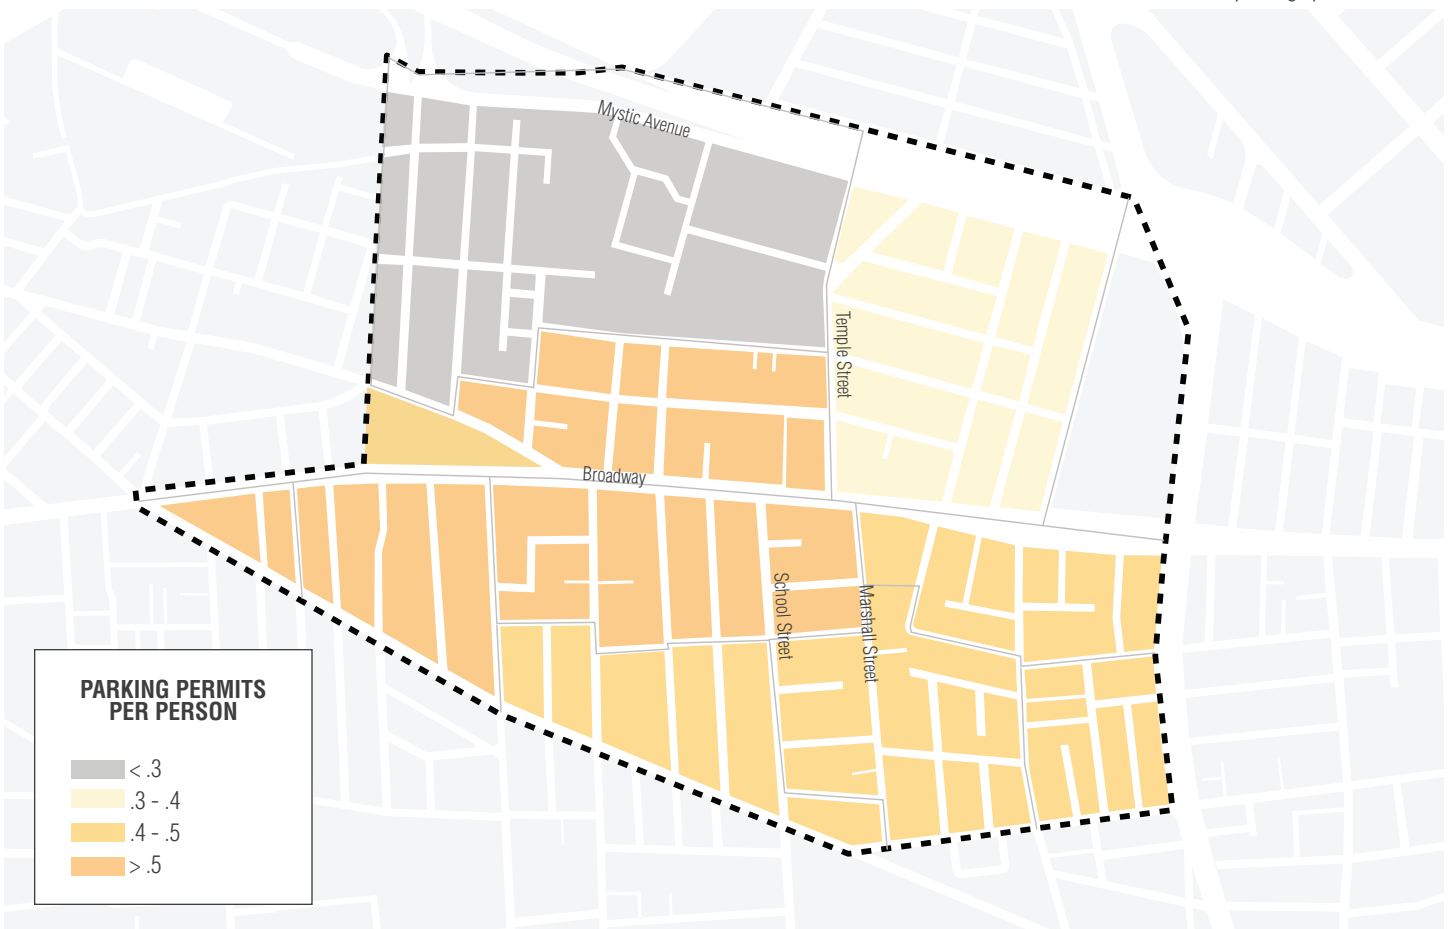 Mystic Avenue
Temple Street
Broadway
School Street
Marshall Street
PARKING PERMITS
PER PERSON
< .3
.3 - .4
.4 - .5
> .5